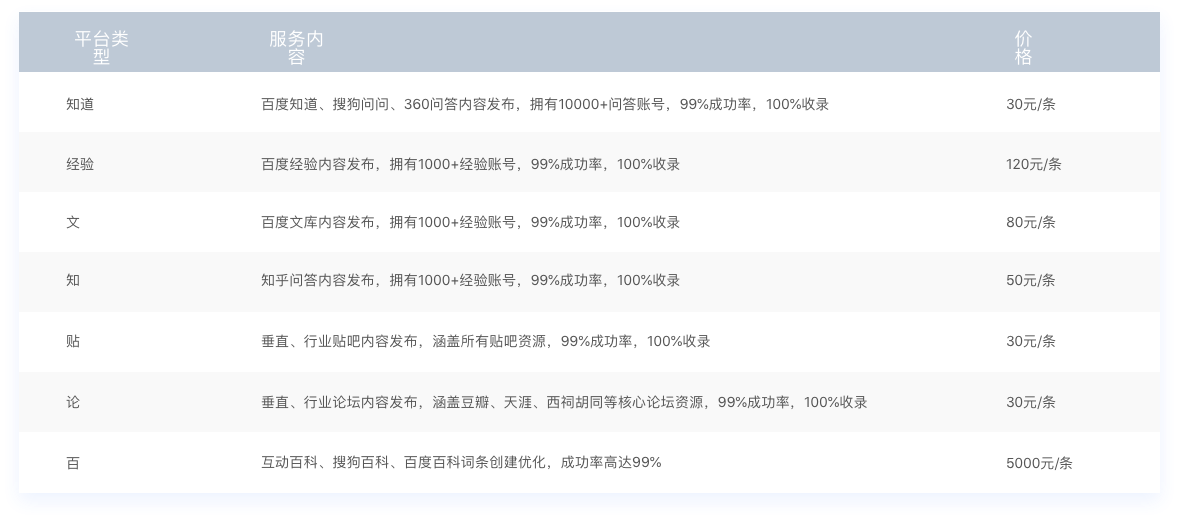 平台类型 服务内容 价格
知道 百度知道、搜狗问问、360问答内容发布，拥有10000+问答账号，99%成功率，100%收录 30元/条
经验 百度经验内容发布，拥有1000+经验账号，99%成功率，100%收录 120元/条
文 百度文库内容发布，拥有1000+经验账号，99%成功率，100%收录 80元/条
知 知乎问答内容发布，拥有1000+经验账号，99%成功率，100%收录 50元/条
贴 垂直、行业贴吧内容发布，涵盖所有贴吧资源，99%成功率，100%收录 30元/条
论 垂直、行业论坛内容发布，涵盖豆瓣、天涯、西祠胡同等核心论坛资源，99%成功率，100%收录 30元/条
百 互动百科、搜狗百科、百度百科词条创建优化，成功率高达99% 5000元/条